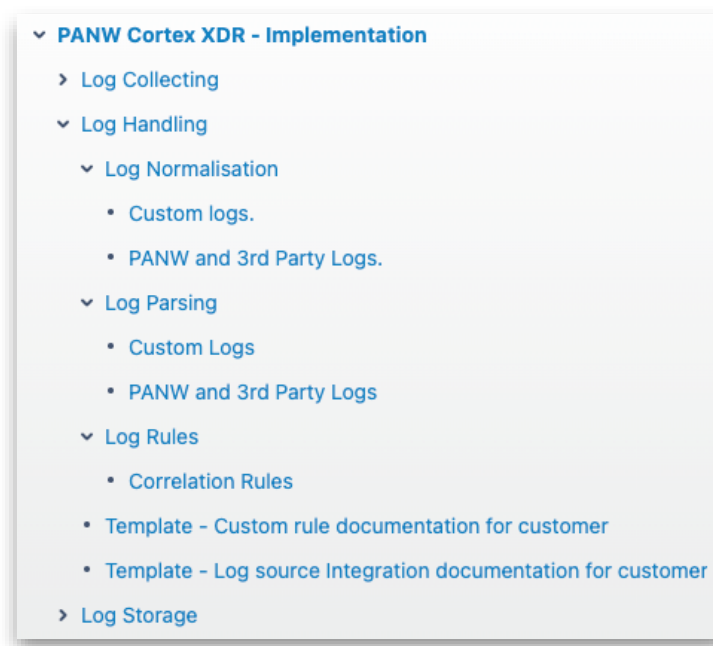 PANW Cortex XDR - Implementation
Log Collecting
Log Handling
Log Normalisation
Custom logs.
PANW and 3rd Party Logs.
Log Parsing
Custom Logs
PANW and 3rd Party Logs
Log Rules
Correlation Rules
Template - Custom rule documentation for customer
Template - Log source Integration documentation for customer
Log Storage